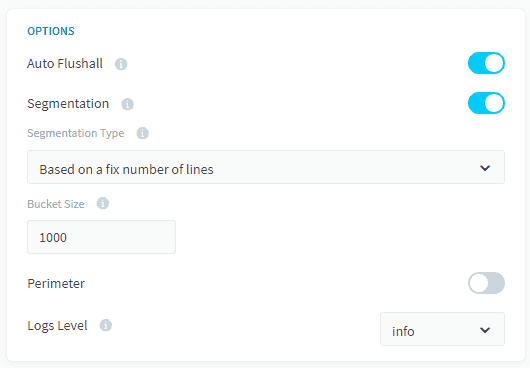 OPTIONS
Auto Flushall
Segmentation
Segmentation Type
Based on a fix number of lines
Bucket Size
1000
Perimeter
Logs Level
info